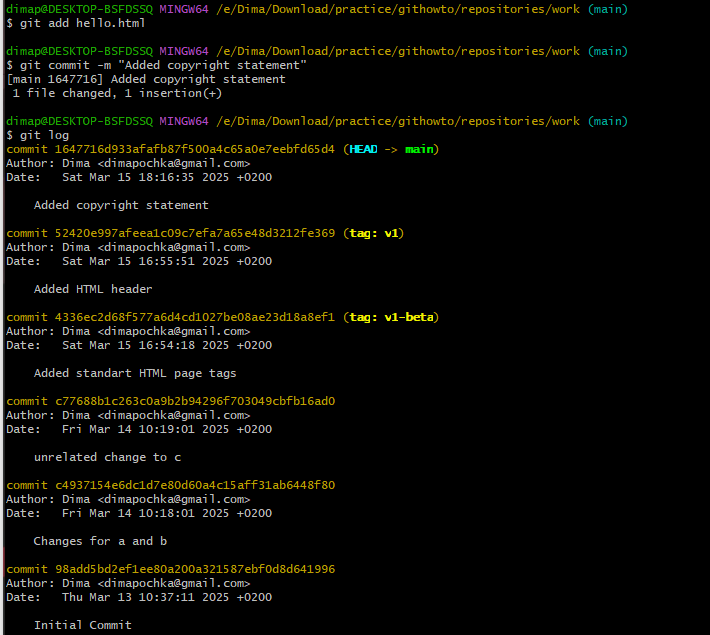 dimap@DESKTOP-BSFDSSQ MINGW64 /e/Dima/Download/practice/githowto/repositories/work (main)
$ git add hello.html
dimap@DESKTOP-BSFDSSQ MINGW64 /e/Dima/Download/practice/githowto/repositories/work (main)
$ git commit -m "Added copyright statement"
[main 1647716] Added copyright statement
1 file changed, 1 insertion(+)
dimap@DESKTOP-BSFDSSQ MINGW64 /e/Dima/Download/practice/githowto/repositories/work (main)
$ git log
commit 1647716d933afafb87f500a4c65a0e7eebfd65d4 (HEAD -> main)
Author: Dima <dimapochka@gmail.com>
Date:   Sat Mar 15 18:16:35 2025 +0200
Added copyright statement
commit 52420e997afeea1c09c7efa7a65e48d3212fe369 (tag: v1)
Author: Dima <dimapochka@gmail.com>
Date:   Sat Mar 15 16:55:51 2025 +0200
Added HTML header
commit 4336ec2d68f577a6d4cd1027be08ae23d18a8ef1 (tag: v1-beta)
Author: Dima <dimapochka@gmail.com>
Date:   Sat Mar 15 16:54:18 2025 +0200
Added standart HTML page tags
commit c77688b1c263c0a9b2b94296f703049cbfb16ad0
Author: Dima <dimapochka@gmail.com>
Date:   Fri Mar 14 10:19:01 2025 +0200
unrelated change to c
commit c4937154e6dc1d7e80d60a4c15aff31ab6448f80
Author: Dima <dimapochka@gmail.com>
Date:   Fri Mar 14 10:18:01 2025 +0200
Changes for a and b
commit 98add5bd2ef1ee80a200a321587ebf0d8d641996
Author: Dima <dimapochka@gmail.com>
Date:   Thu Mar 13 10:37:11 2025 +0200
Initial Commit